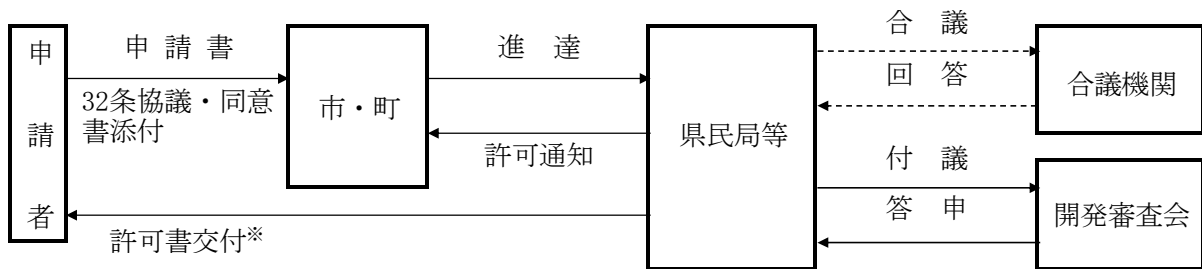 申請者
申請書
32条協議・同意
書添付
市・町
進達
許可通知
許可書交付※
県民局等
合議
回答
合議機関
付議
答申
開発審査会